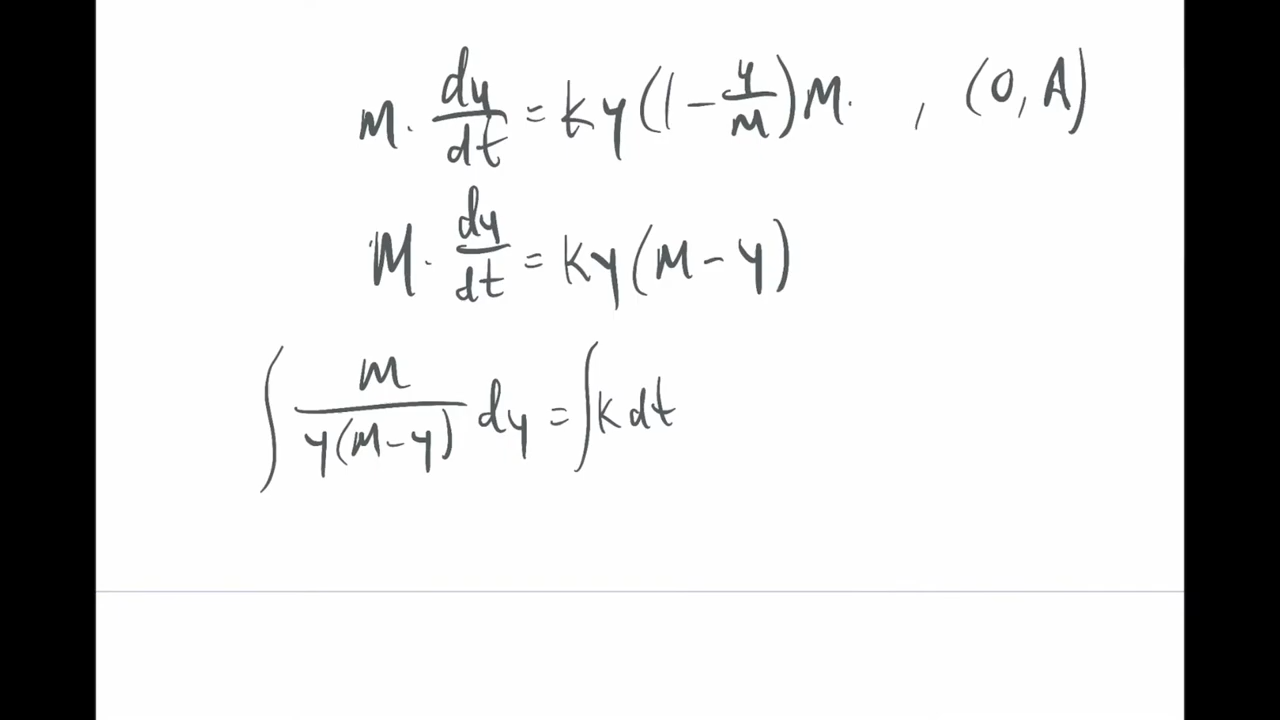 M · dy/dt = ky(1 - y/M)M. , (0, A)
M · dy/dt = ky(M - y)
∫ M/(y(M-y)) dy = ∫ k dt